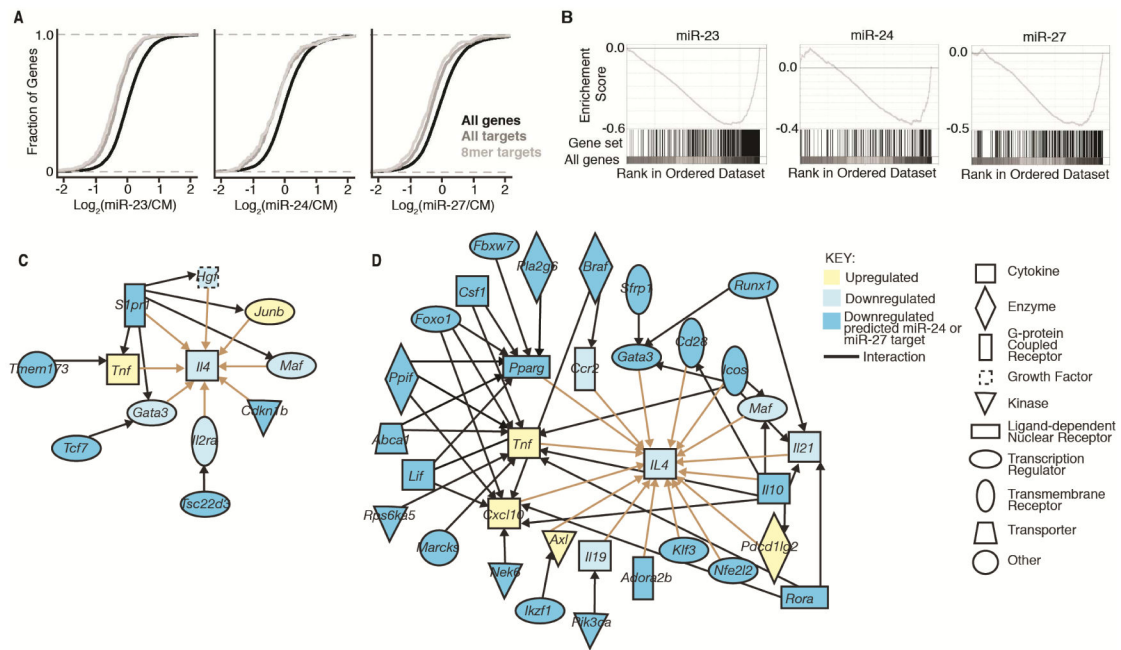 A
1.0
0
Fraction of Genes
-2 -1 0 1 2
Log2(miR-23/CM)
-2 -1 0 1 2
Log2(miR-24/CM)
-2 -1 0 1 2
Log2(miR-27/CM)
All genes
All targets
8mer targets
B
miR-23
miR-24
miR-27
0.0
-0.6
0.0
-0.4
0.0
-0.5
Enrichement
Score
Gene set
All genes
Rank in Ordered Dataset
Rank in Ordered Dataset
Rank in Ordered Dataset
C
Hgf
S1pr1
Junb
Tmem173
Tnf
Il4
Maf
Gata3
Cdkn1b
Tcf7
Il2ra
Tsc22d3
D
Fbxw7
Pla2g6
Braf
Csf1
Sfrp1
Runx1
Foxo1
Cd28
Gata3
Ppif
Pparg
Ccr2
Icos
Maf
Abca1
Tnf
Il21
IL4
Lif
Il10
Rps6ka5
Cxcl10
Axl
Marcks
Il19
Klf3
Pdcd1lg2
Nek6
Adora2b
Nfe2l2
Rora
Ikzf1
Pik3ca
KEY:
Upregulated
Downregulated
Downregulated
predicted miR-24 or
miR-27 target
Interaction
Cytokine
Enzyme
G-protein
Coupled
Receptor
Growth Factor
Kinase
Ligand-dependent
Nuclear Receptor
Transcription
Regulator
Transmembrane
Receptor
Transporter
Other